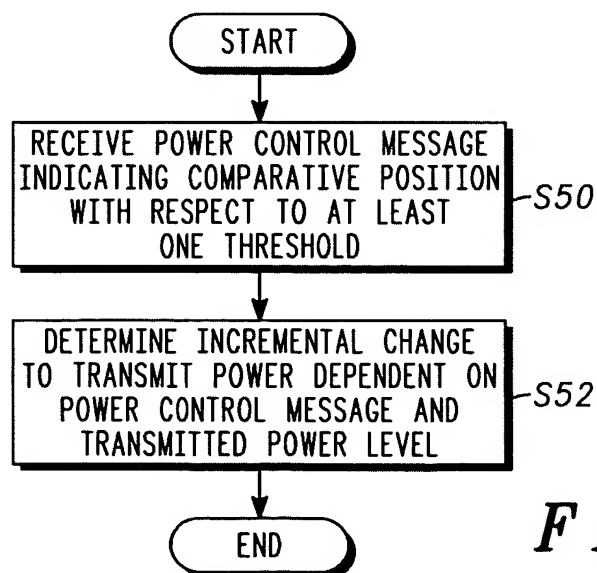 START
RECEIVE POWER CONTROL MESSAGE
INDICATING COMPARATIVE POSITION
WITH RESPECT TO AT LEAST
ONE THRESHOLD
S50
DETERMINE INCREMENTAL CHANGE
TO TRANSMIT POWER DEPENDENT ON
POWER CONTROL MESSAGE AND
TRANSMITTED POWER LEVEL
S52
END